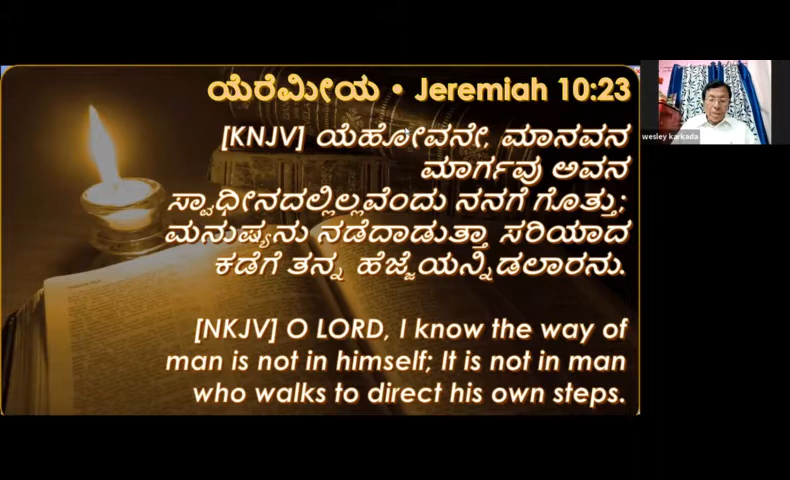 ಯೆರೆಮೀಯ • Jeremiah 10:23
[KNJV] ಯೆಹೋವನೇ, ಮಾನವನ
ಮಾರ್ಗವು ಅವನ
ಸ್ವಾಧೀನದಲ್ಲಿಲ್ಲವೆಂದು ನನಗೆ ಗೊತ್ತು;
ಮನುಷ್ಯನು ನಡೆದಾಡುತ್ತಾ ಸರಿಯಾದ
ಕಡೆಗೆ ತನ್ನ ಹೆಜ್ಜೆಯನ್ನಿಡಲಾರನು.
[NKJV] O LORD, I know the way of
man is not in himself; It is not in man
who walks to direct his own steps.
wesley karkada